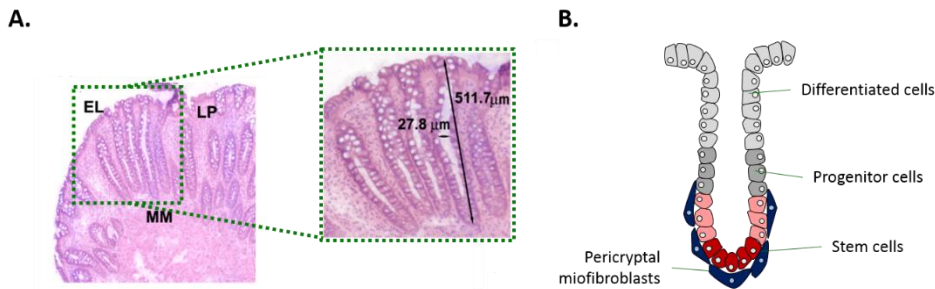 A.
EL
LP
MM
511.7μm
27.8 μm
B.
Differentiated cells
Progenitor cells
Stem cells
Pericryptal
miofibroblasts